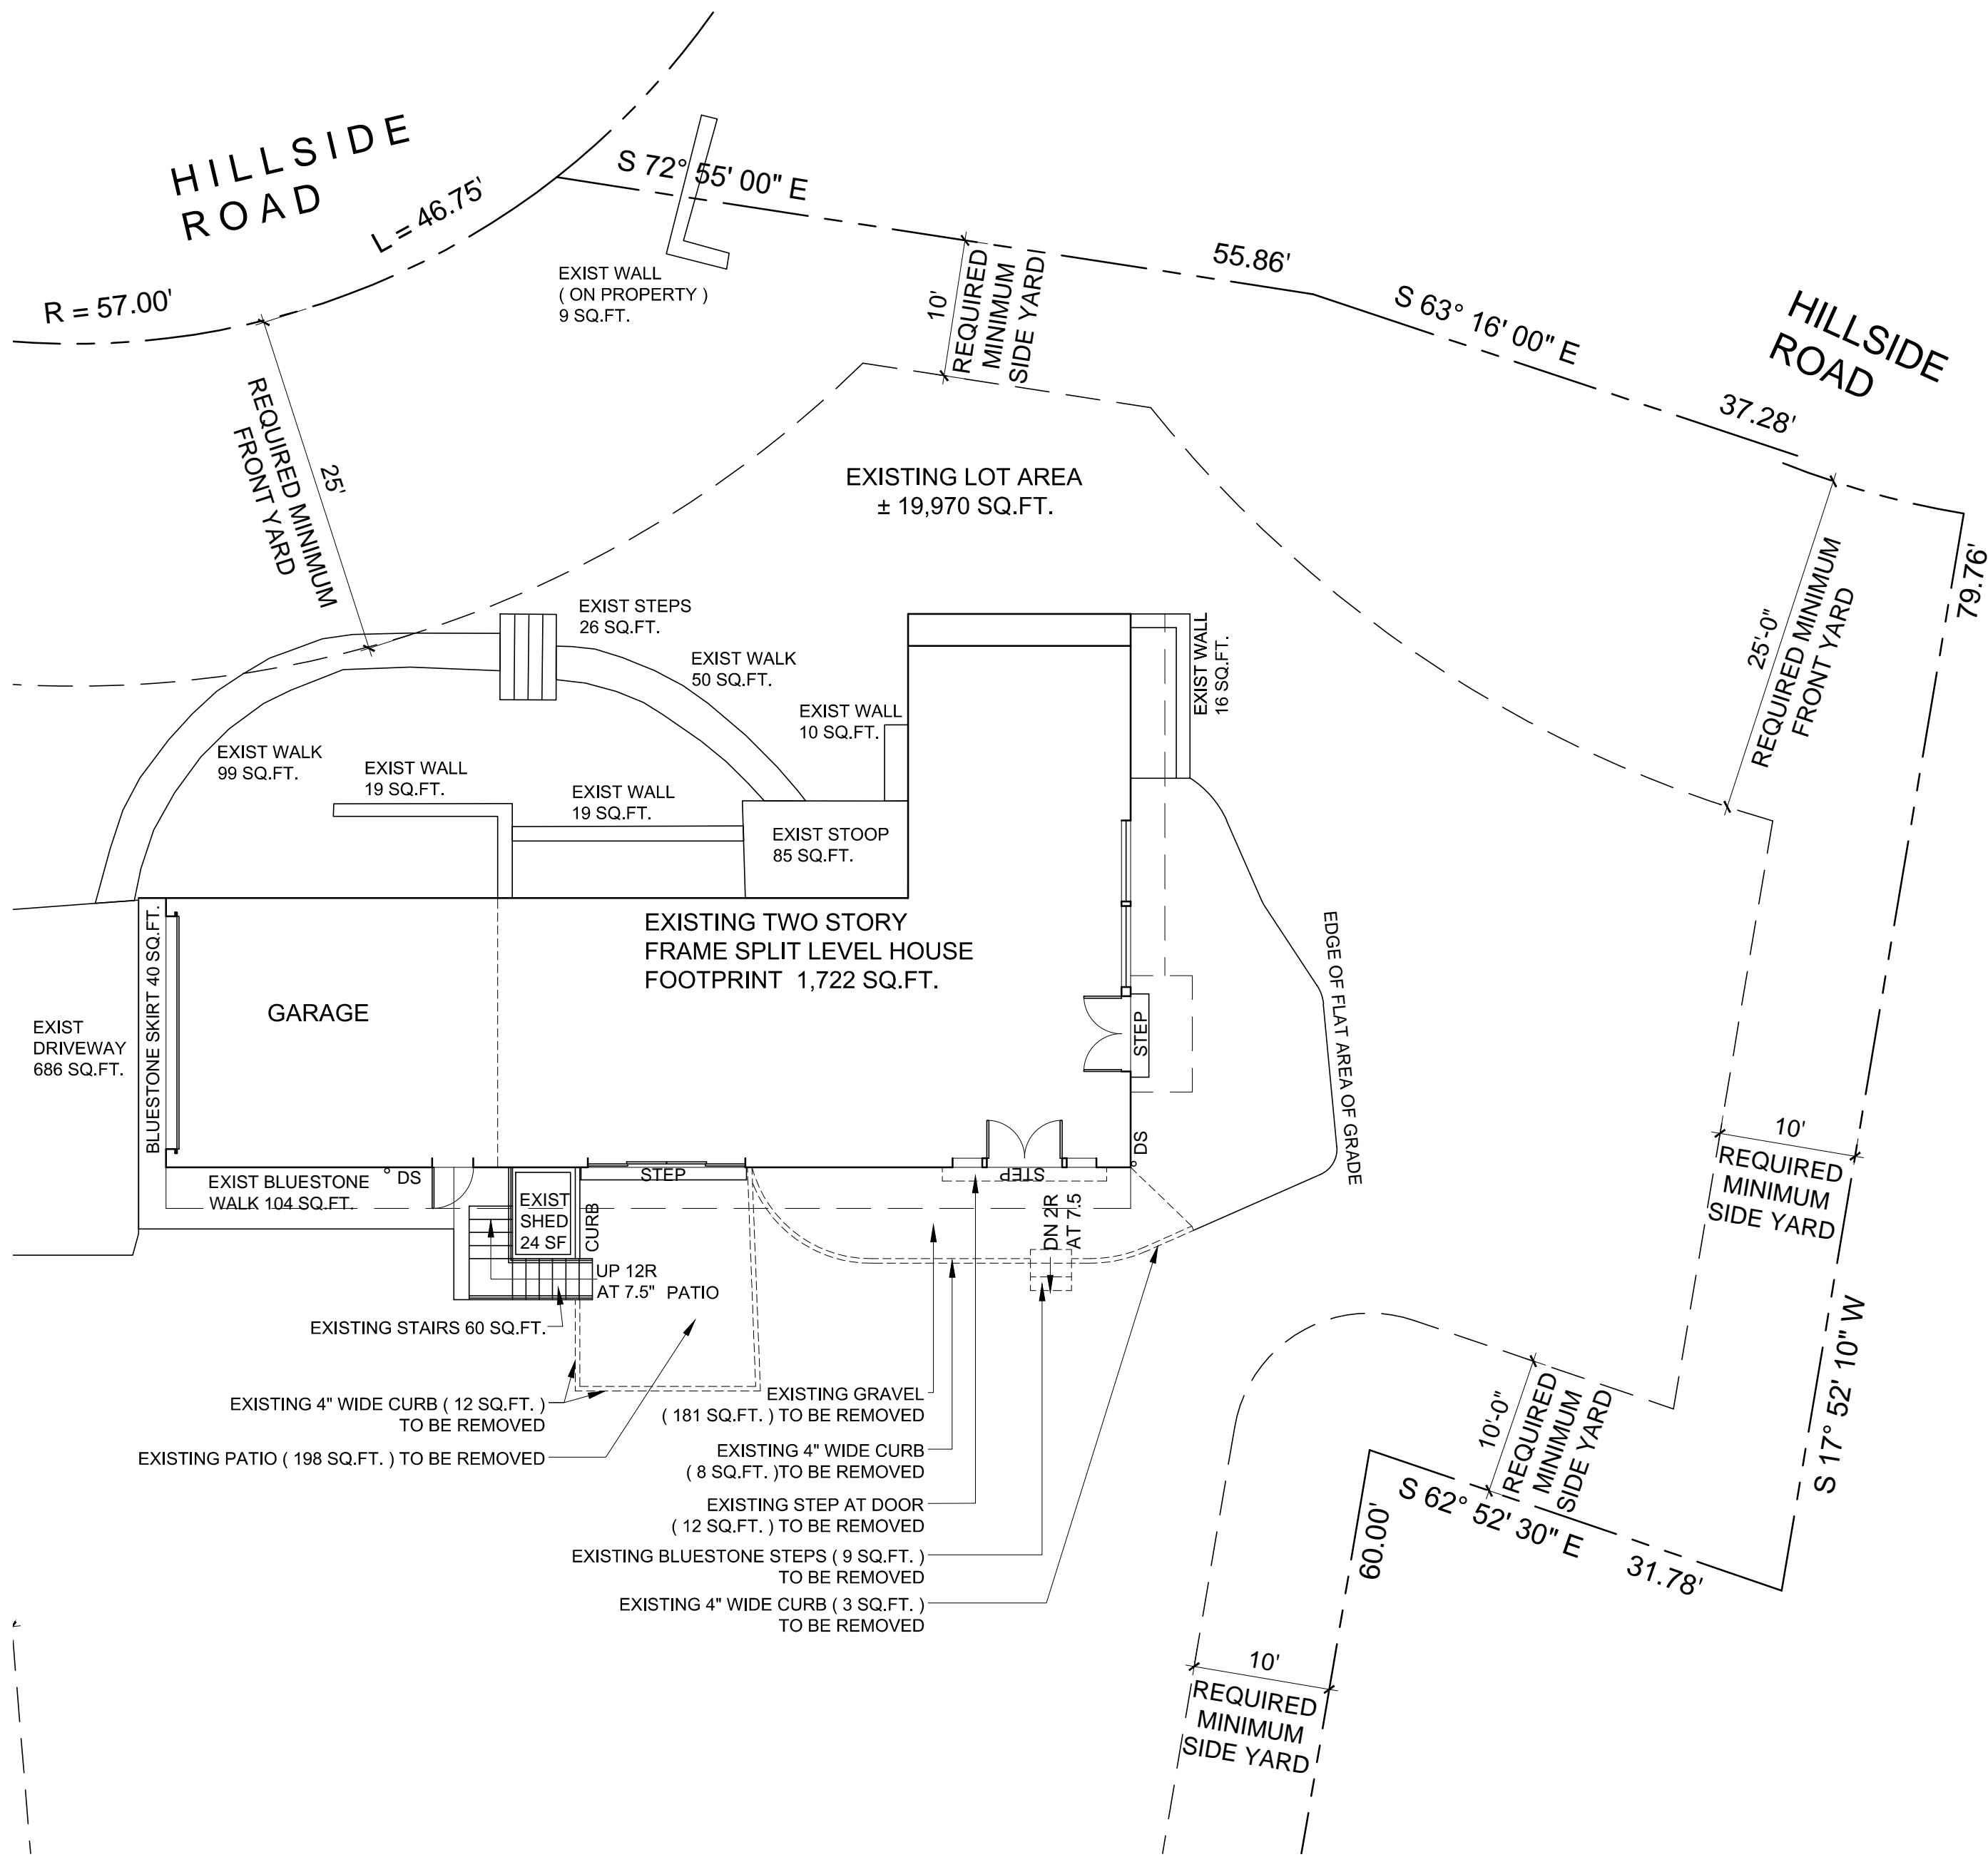 HILLSIDE
ROAD
R = 57.00'
L = 46.75'
S 72° 55' 00" E
55.86'
S 63° 16' 00" E
37.28'
HILLSIDE
ROAD
79.76'
EXIST WALL
( ON PROPERTY )
9 SQ.FT.
10'
REQUIRED
MINIMUM
SIDE YARD
25'
REQUIRED MINIMUM
FRONT YARD
EXISTING LOT AREA
± 19,970 SQ.FT.
25'-0"
REQUIRED MINIMUM
FRONT YARD
EXIST STEPS
26 SQ.FT.
EXIST WALK
50 SQ.FT.
EXIST WALL
10 SQ.FT.
EXIST WALL
16 SQ.FT.
EXIST WALK
99 SQ.FT.
EXIST WALL
19 SQ.FT.
EXIST WALL
19 SQ.FT.
EXIST STOOP
85 SQ.FT.
EXISTING TWO STORY
FRAME SPLIT LEVEL HOUSE
FOOTPRINT 1,722 SQ.FT.
GARAGE
BLUESTONE SKIRT 40 SQ.FT.
EXIST
DRIVEWAY
686 SQ.FT.
STEP
EDGE OF FLAT AREA OF GRADE
DS
STEP
STEP
DS
EXIST BLUESTONE
WALK 104 SQ.FT.
EXIST
SHED
24 SF
CURB
DN 2R
AT 7.5
UP 12R
AT 7.5"
PATIO
EXISTING STAIRS 60 SQ.FT.
EXISTING 4" WIDE CURB ( 12 SQ.FT. )
TO BE REMOVED
EXISTING PATIO ( 198 SQ.FT. ) TO BE REMOVED
EXISTING GRAVEL
( 181 SQ.FT. ) TO BE REMOVED
EXISTING 4" WIDE CURB
( 8 SQ.FT. )TO BE REMOVED
EXISTING STEP AT DOOR
( 12 SQ.FT. ) TO BE REMOVED
EXISTING BLUESTONE STEPS ( 9 SQ.FT. )
TO BE REMOVED
EXISTING 4" WIDE CURB ( 3 SQ.FT. )
TO BE REMOVED
10'
REQUIRED
MINIMUM
SIDE YARD
S 17° 52' 10" W
10'-0"
REQUIRED
MINIMUM
SIDE YARD
S 62° 52' 30" E
31.78'
60.00'
10'
REQUIRED
MINIMUM
SIDE YARD